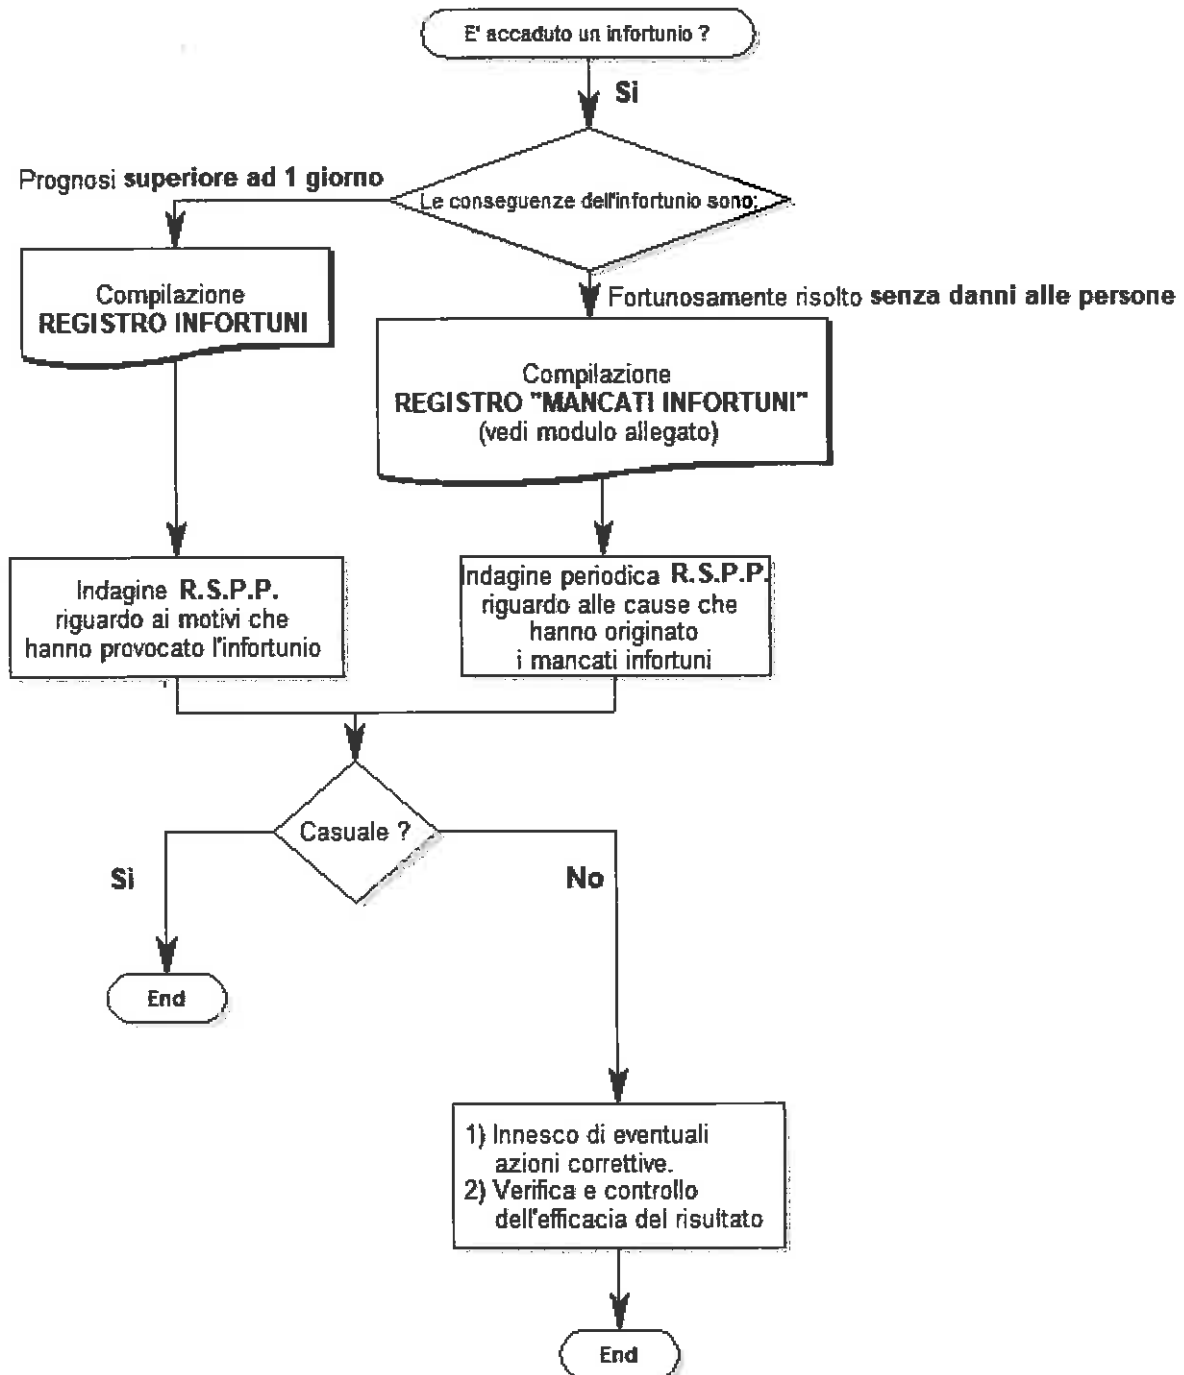 E' accaduto un infortunio ?
Si
Prognosi superiore ad 1 giorno
Le conseguenze dell'infortunio sono:
Compilazione
REGISTRO INFORTUNI
Fortunosamente risolto senza danni alle persone
Compilazione
REGISTRO "MANCATI INFORTUNI"
(vedi modulo allegato)
Indagine R.S.P.P.
riguardo ai motivi che
hanno provocato l'infortunio
Indagine periodica R.S.P.P.
riguardo alle cause che
hanno originato
i mancati infortuni
Casuale ?
Sì
No
End
1) Innesco di eventuali
azioni correttive.
2) Verifica e controllo
dell'efficacia del risultato
End